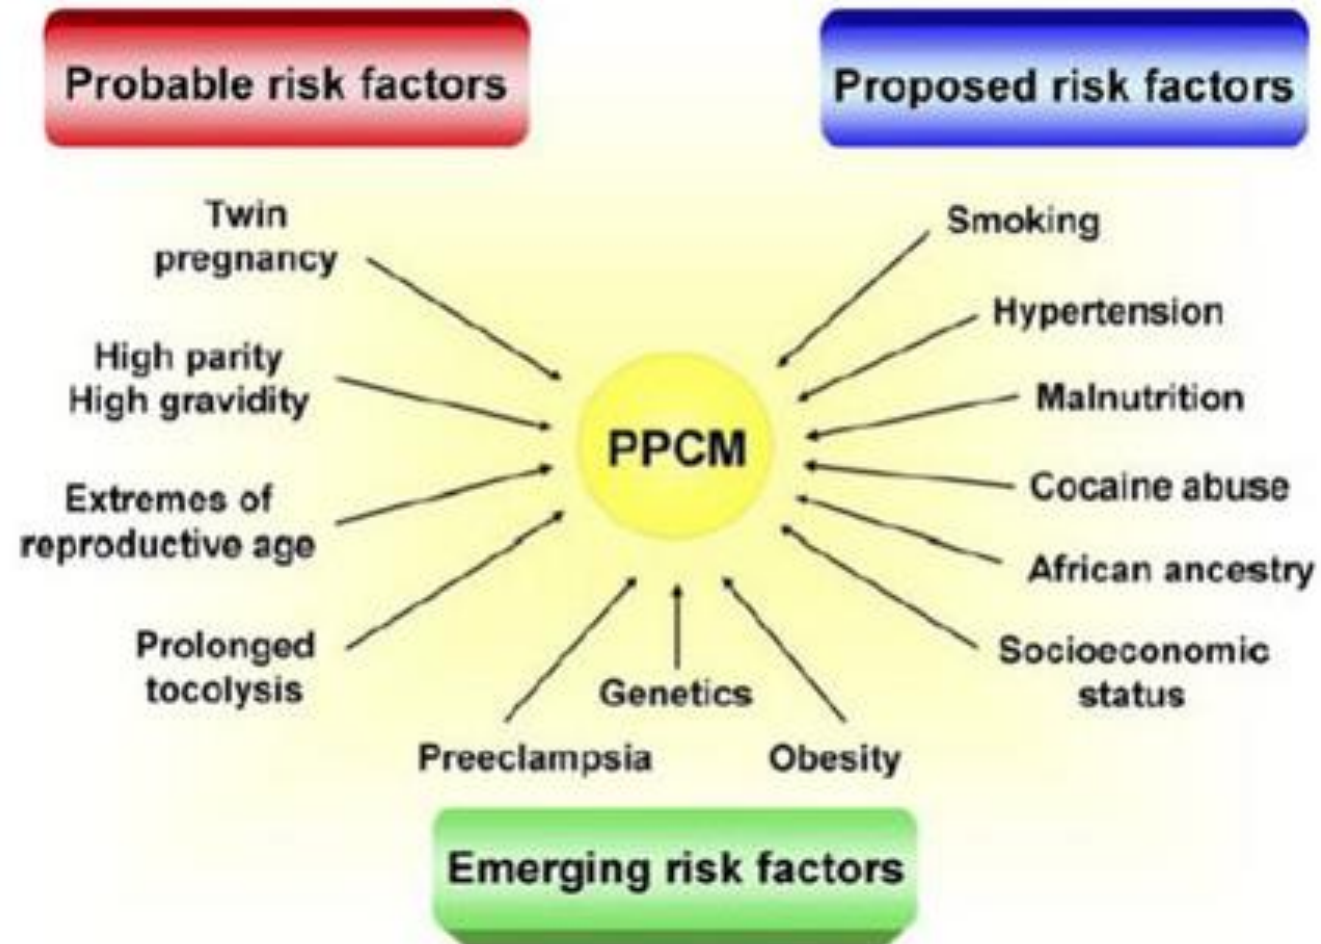 Probable risk factors
Proposed risk factors
Twin
pregnancy
High parity
High gravidity
Extremes of
reproductive age
Prolonged
tocolysis
PPCM
Smoking
Hypertension
Malnutrition
Cocaine abuse
African ancestry
Socioeconomic
status
Genetics
Preeclampsia
Obesity
Emerging risk factors